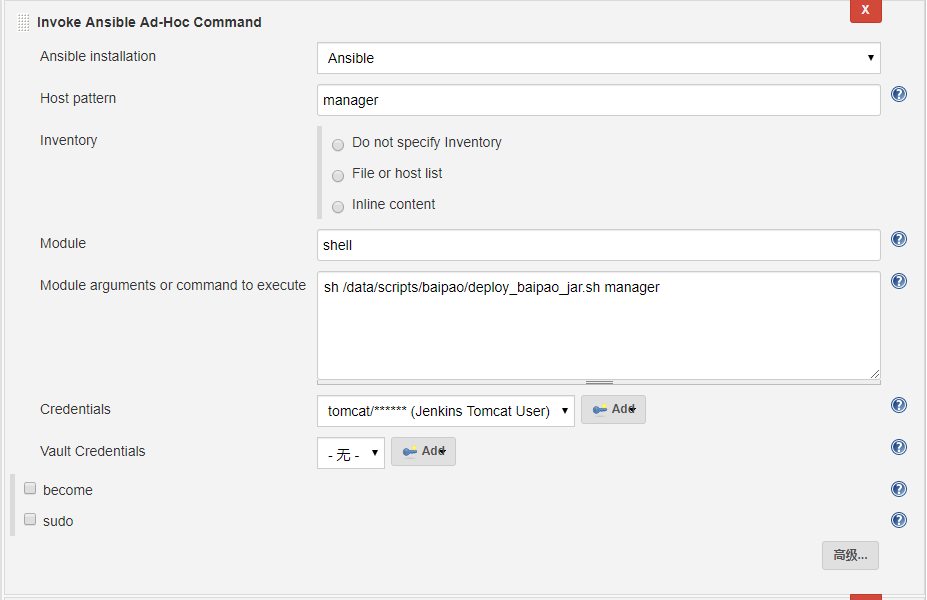 X
Invoke Ansible Ad-Hoc Command
Ansible installation
Ansible
Host pattern
manager
Inventory
Do not specify Inventory
File or host list
Inline content
Module
shell
Module arguments or command to execute
sh /data/scripts/baipao/deploy_baipao_jar.sh manager
Credentials
tomcat/****** (Jenkins Tomcat User)
Add
Vault Credentials
- 无 -
Add
become
sudo
高级...